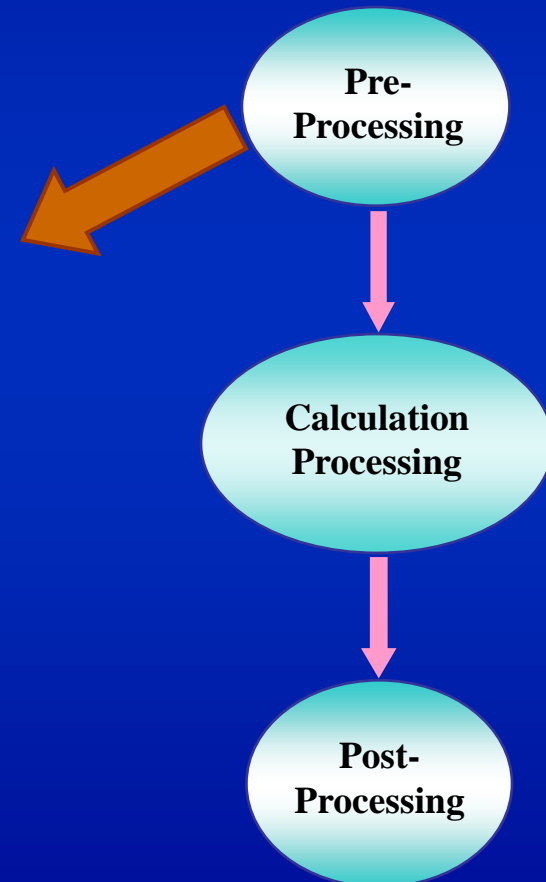 Pre-
Processing
Calculation
Processing
Post-
Processing